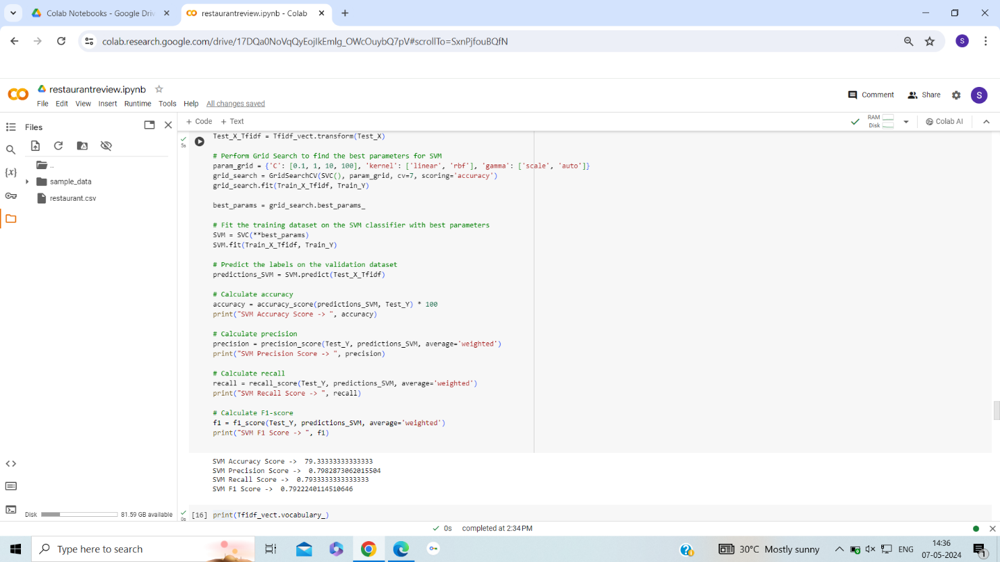 Colab Notebooks - Google Driv
restaurantreview.ipynb - Colab
colab.research.google.com/drive/17DQa0NoVqQyEojlkEmlg_OWcOuybQ7pV#scrollTo=SxnPjfouBQfN
S
CO
restaurantreview.ipynb
File Edit View Insert Runtime Tools Help All changes saved
Comment
Share
S
Files
+ Code + Text
RAM
Disk
Colab AI
..
sample_data
restaurant.csv
{x}
5s
Test_X_Tfidf = Tfidf_vect.transform(Test_X)
# Perform Grid Search to find the best parameters for SVM
param_grid = {'C': [0.1, 1, 10, 100], 'kernel': ['linear', 'rbf'], 'gamma': ['scale', 'auto']}
grid_search = GridSearchCV(SVC(), param_grid, cv=7, scoring='accuracy')
grid_search.fit(Train_X_Tfidf, Train_Y)
best_params = grid_search.best_params_
# Fit the training dataset on the SVM classifier with best parameters
SVM = SVC(**best_params)
SVM.fit(Train_X_Tfidf, Train_Y)
# Predict the labels on the validation dataset
predictions_SVM = SVM.predict(Test_X_Tfidf)
# Calculate accuracy
accuracy = accuracy_score(predictions_SVM, Test_Y) * 100
print("SVM Accuracy Score -> ", accuracy)
# Calculate precision
precision = precision_score(Test_Y, predictions_SVM, average='weighted')
print("SVM Precision Score -> ", precision)
# Calculate recall
recall = recall_score(Test_Y, predictions_SVM, average='weighted')
print("SVM Recall Score -> ", recall)
# Calculate F1-score
f1 = f1_score(Test_Y, predictions_SVM, average='weighted')
print("SVM F1 Score -> ", f1)
SVM Accuracy Score ->  79.33333333333333
SVM Precision Score ->  0.7982873062015504
SVM Recall Score ->  0.7933333333333333
SVM F1 Score ->  0.7922240114510646
[16] print(Tfidf_vect.vocabulary_)
0s
Disk 81.59 GB available
0s completed at 2:34 PM
Type here to search
30°C Mostly sunny
ENG
14:36
07-05-2024
1